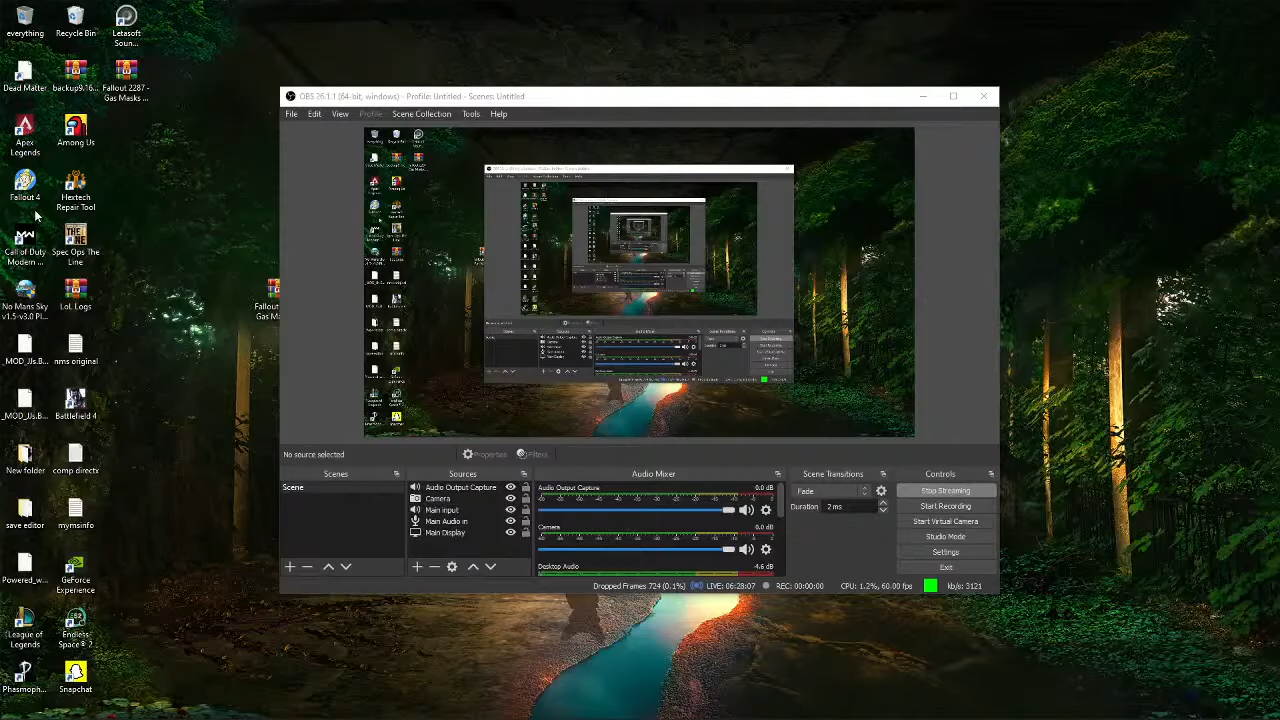 everything
Recycle Bin
Letasoft
Soun...
Dead Matter
backup9.16...
Fallout 2287 -
Gas Masks ...
Apex
Legends
Among Us
Fallout 4
Hextech
Repair Tool
Call of Duty
Modern ...
Spec Ops The
Line
No Mans Sky
v1.5-v3.0 Pl...
LoL Logs
Fallou
Gas M
_MOD_!Js.B...
nms original
_MOD_!Js.B...
Battlefield 4
New folder
comp directx
save editor
nymsinfo
Powered_w...
GeForce
Experience
League of
Legends
Endless
Space® 2
Phasmoph...
Snapchat
OBS 26.1.1 (64-bit, windows) - Profile: Untitled - Scenes: Untitled
File Edit View Profile Scene Collection Tools Help
No source selected
Properties
Filters
Scenes
Sources
Audio Mixer
Scene Transitions
Controls
Scene
Audio Output Capture
Camera
Main input
Main Audio in
Main Display
Audio Output Capture 0.0 dB
Camera 0.0 dB
Desktop Audio -4.6 dB
Fade
Duration 2 ms
Stop Streaming
Start Recording
Start Virtual Camera
Studio Mode
Settings
Exit
Dropped Frames 724 (0.1%) LIVE: 06:28:07 REC: 00:00:00 CPU: 1.2%, 60.00 fps kb/s: 3121